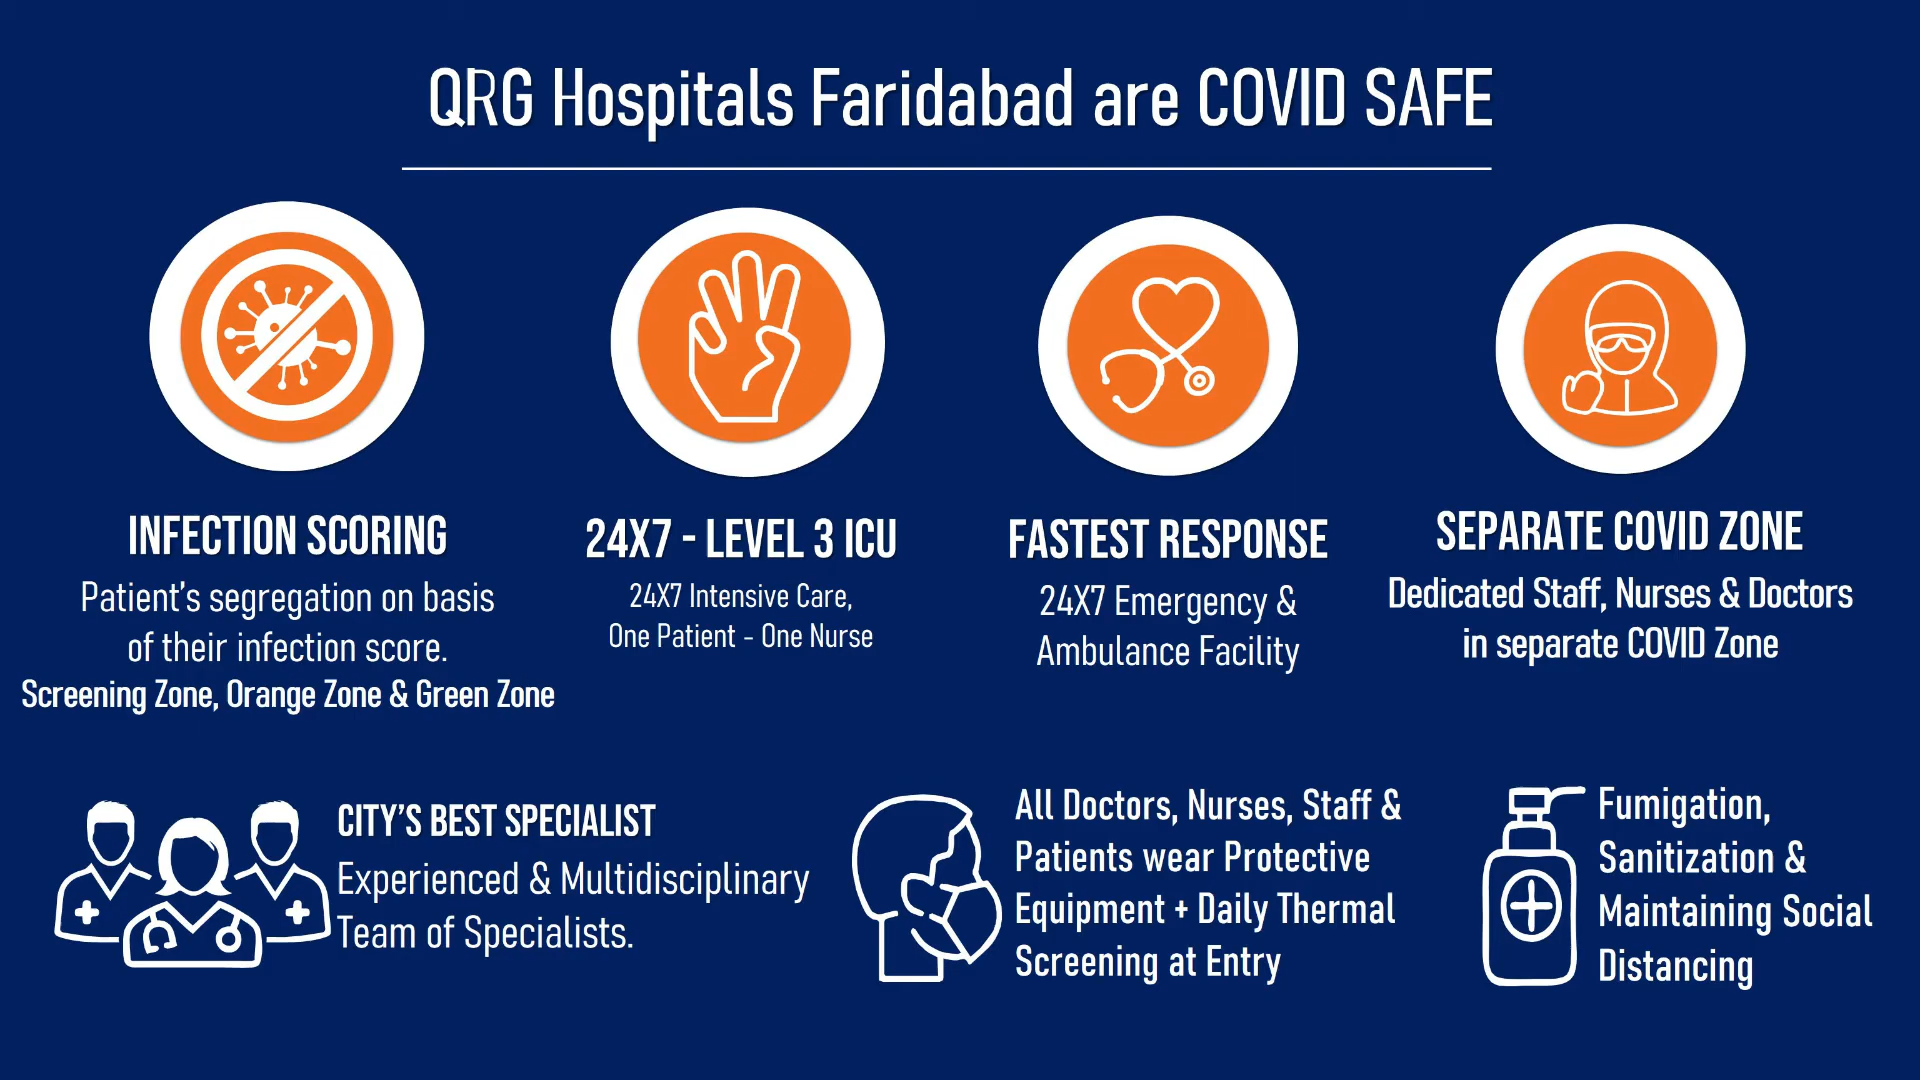 QRG Hospitals Faridabad are COVID SAFE
INFECTION SCORING
Patient's segregation on basis
of their infection score.
Screening Zone, Orange Zone & Green Zone
24X7 - LEVEL 3 ICU
24X7 Intensive Care,
One Patient - One Nurse
FASTEST RESPONSE
24X7 Emergency &
Ambulance Facility
SEPARATE COVID ZONE
Dedicated Staff, Nurses & Doctors
in separate COVID Zone
CITY'S BEST SPECIALIST
Experienced & Multidisciplinary
Team of Specialists.
All Doctors, Nurses, Staff &
Patients wear Protective
Equipment + Daily Thermal
Screening at Entry
Fumigation,
Sanitization &
Maintaining Social
Distancing